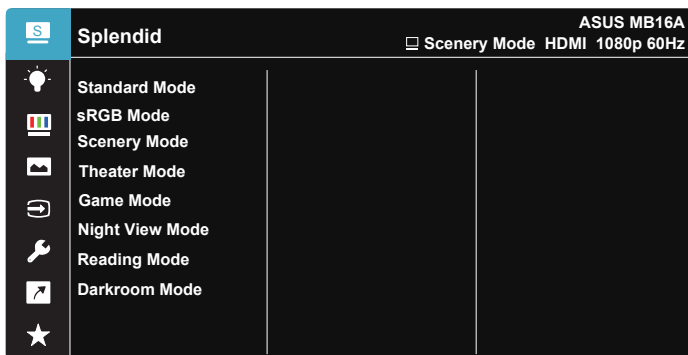 S
Splendid
ASUS MB16A
Scenery Mode HDMI 1080p 60Hz
Standard Mode
sRGB Mode
Scenery Mode
Theater Mode
Game Mode
Night View Mode
Reading Mode
Darkroom Mode